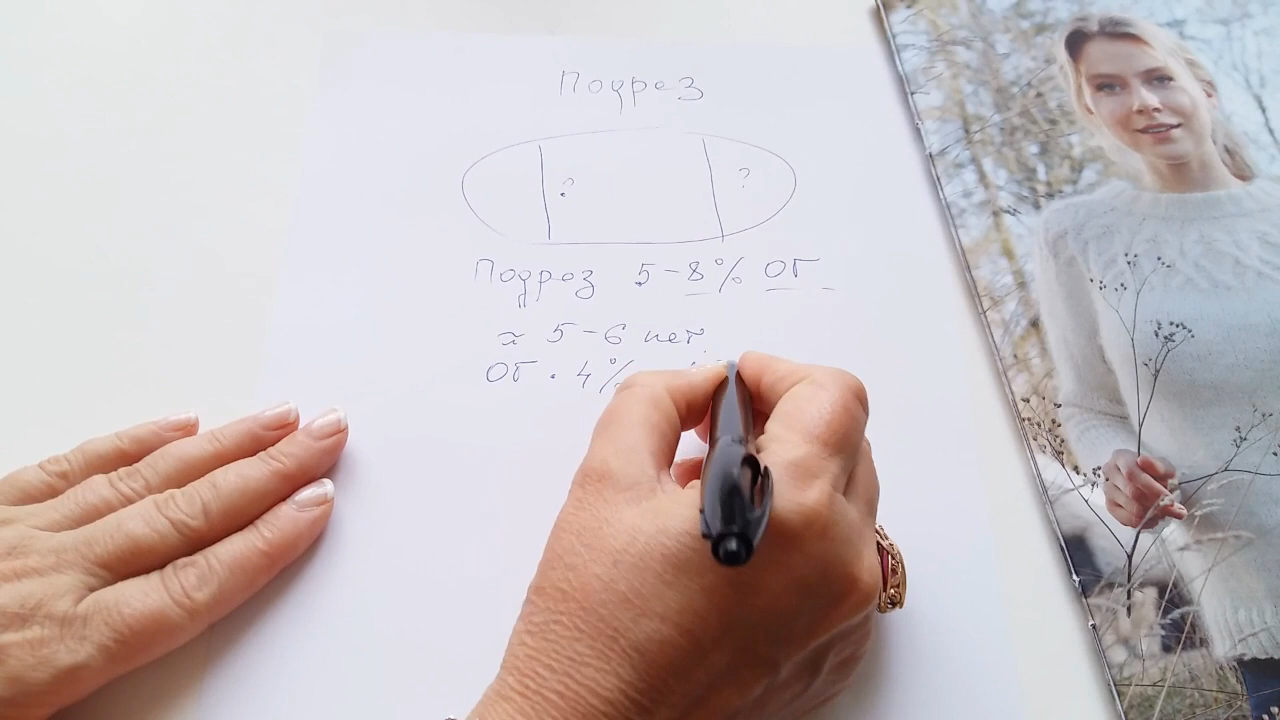 Подрез
? ?
Подрез 5-8% ОГ
≈ 5-6 пет
ОГ · 4%